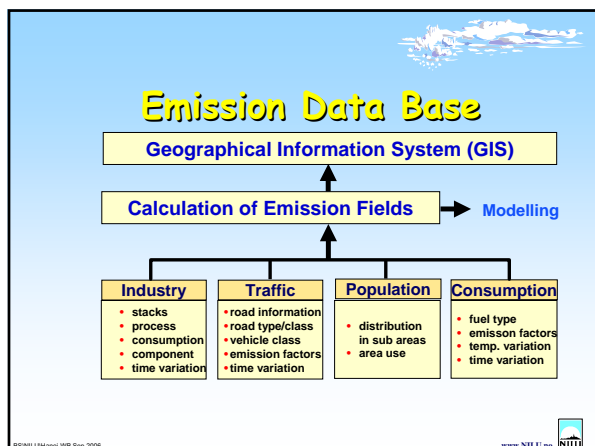 Emission Data Base
Geographical Information System (GIS)
Calculation of Emission Fields
Modelling
Industry
• stacks
• process
• consumption
• component
• time variation
Traffic
• road information
• road type/class
• vehicle class
• emission factors
• time variation
Population
• distribution
in sub areas
• area use
Consumption
• fuel type
• emisson factors
• temp. variation
• time variation
www.NILU.no
NILU